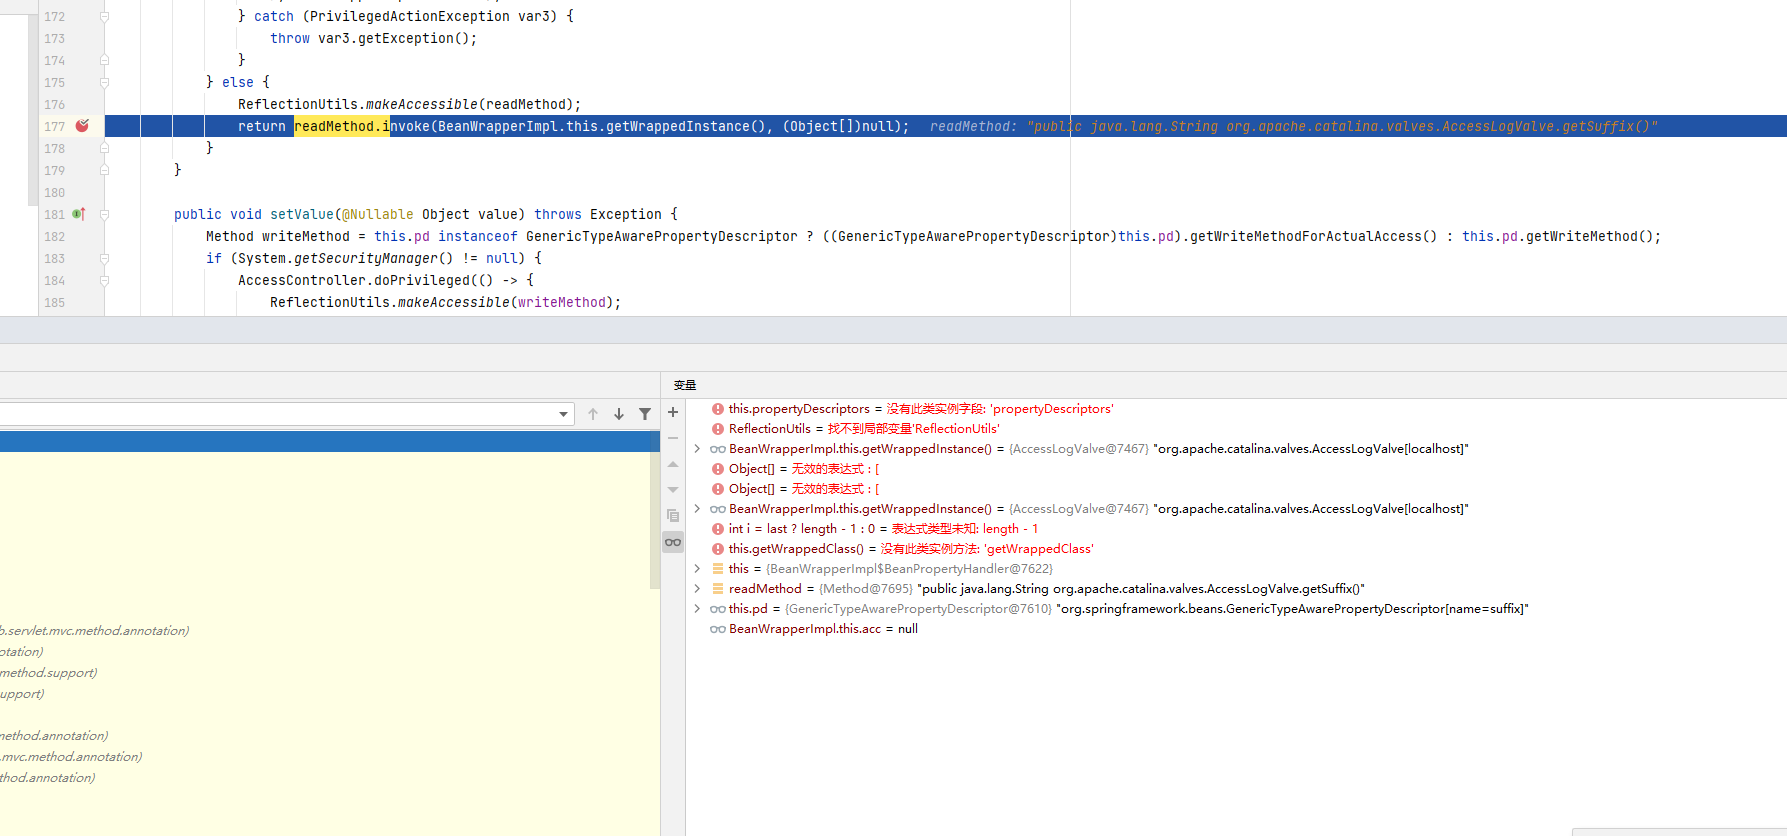 172 } catch (PrivilegedActionException var3) {
173 throw var3.getException();
174 }
175 } else {
176 ReflectionUtils.makeAccessible(readMethod);
177 return readMethod.invoke(BeanWrapperImpl.this.getWrappedInstance(), (Object[])null); readMethod: "public java.lang.String org.apache.catalina.valves.AccessLogValve.getSuffix()"
178 }
179 }
180
181 public void setValue(@Nullable Object value) throws Exception {
182 Method writeMethod = this.pd instanceof GenericTypeAwarePropertyDescriptor ? ((GenericTypeAwarePropertyDescriptor)this.pd).getWriteMethodForActualAccess() : this.pd.getWriteMethod();
183 if (System.getSecurityManager() != null) {
184 AccessController.doPrivileged(() -> {
185 ReflectionUtils.makeAccessible(writeMethod);
变量
this.propertyDescriptors = 没有此类实例字段: 'propertyDescriptors'
ReflectionUtils = 找不到局部变量'ReflectionUtils'
BeanWrapperImpl.this.getWrappedInstance() = {AccessLogValve@7467} "org.apache.catalina.valves.AccessLogValve[localhost]"
Object[] = 无效的表达式 : [
Object[] = 无效的表达式 : [
BeanWrapperImpl.this.getWrappedInstance() = {AccessLogValve@7467} "org.apache.catalina.valves.AccessLogValve[localhost]"
int i = last ? length - 1 : 0 = 表达式类型未知: length - 1
this.getWrappedClass() = 没有此类实例方法: 'getWrappedClass'
this = {BeanWrapperImpl$BeanPropertyHandler@7622}
readMethod = {Method@7695} "public java.lang.String org.apache.catalina.valves.AccessLogValve.getSuffix()"
this.pd = {GenericTypeAwarePropertyDescriptor@7610} "org.springframework.beans.GenericTypeAwarePropertyDescriptor[name=suffix]"
BeanWrapperImpl.this.acc = null
b.servlet.mvc.method.annotation)
otation)
method.support)
upport)
method.annotation)
.mvc.method.annotation)
thod.annotation)